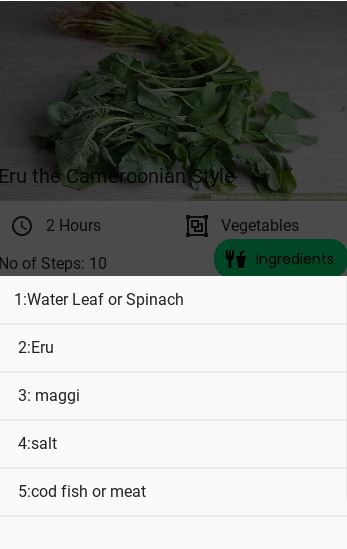 Eru the Cameroonian Style
2 Hours
Vegetables
No of Steps: 10
Ingredients
1:Water Leaf or Spinach
2:Eru
3: maggi
4:salt
5:cod fish or meat